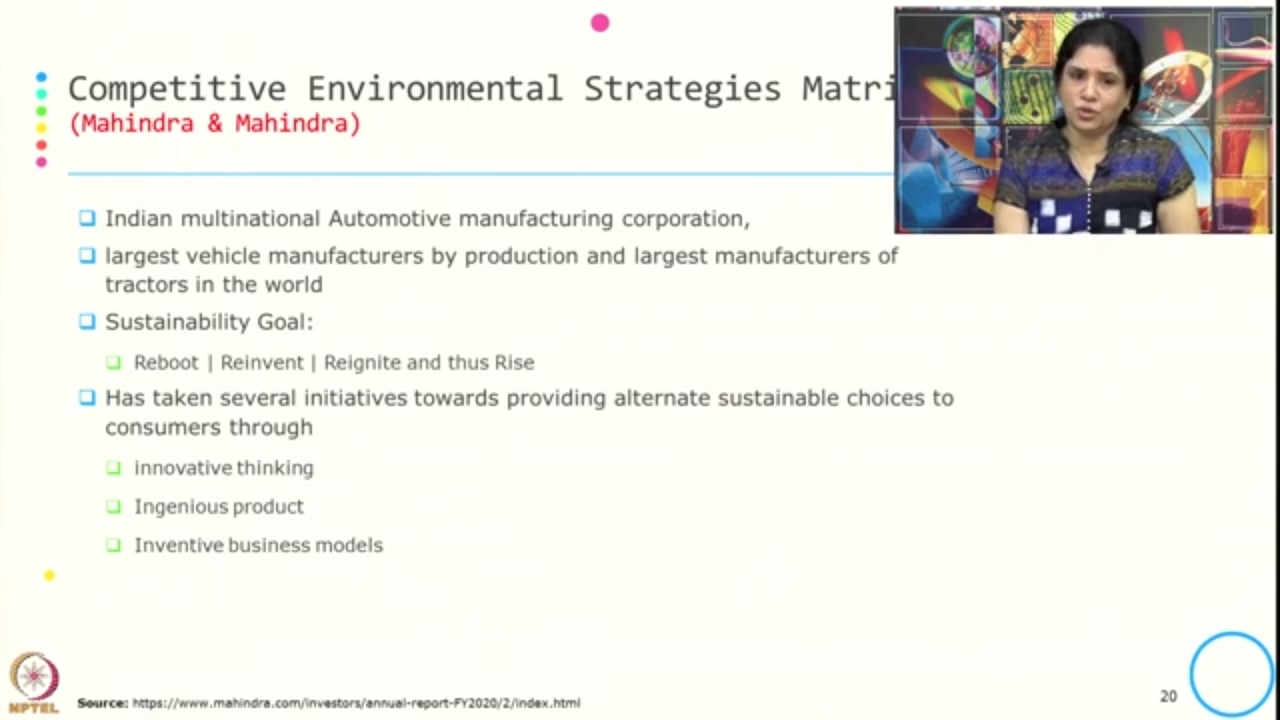 Competitive Environmental Strategies Matri
(Mahindra & Mahindra)
Indian multinational Automotive manufacturing corporation,
largest vehicle manufacturers by production and largest manufacturers of
tractors in the world
Sustainability Goal:
Reboot | Reinvent | Reignite and thus Rise
Has taken several initiatives towards providing alternate sustainable choices to
consumers through
innovative thinking
Ingenious product
Inventive business models
NPTEL
Source: https://www.mahindra.com/investors/annual-report-FY2020/2/index.html
20